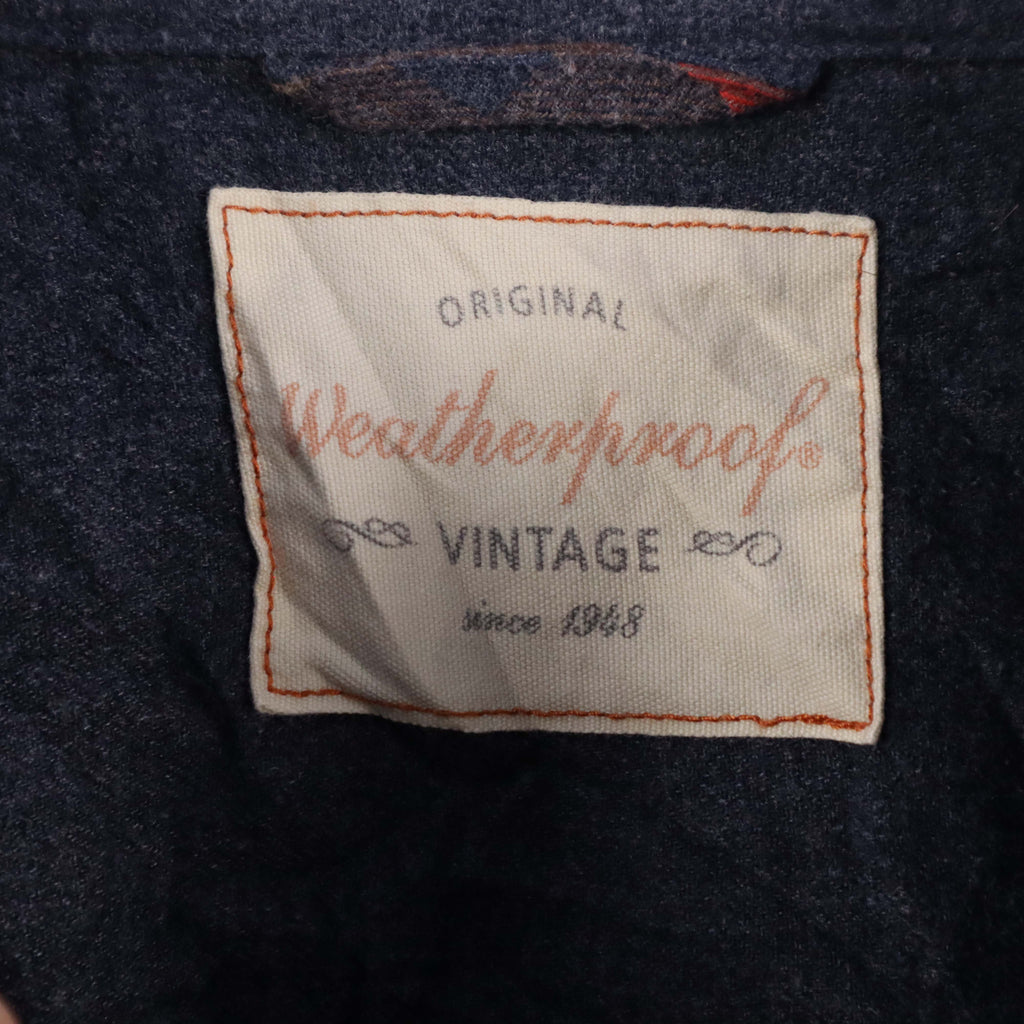 ORIGINAL
Weatherproof®
VINTAGE
since 1948